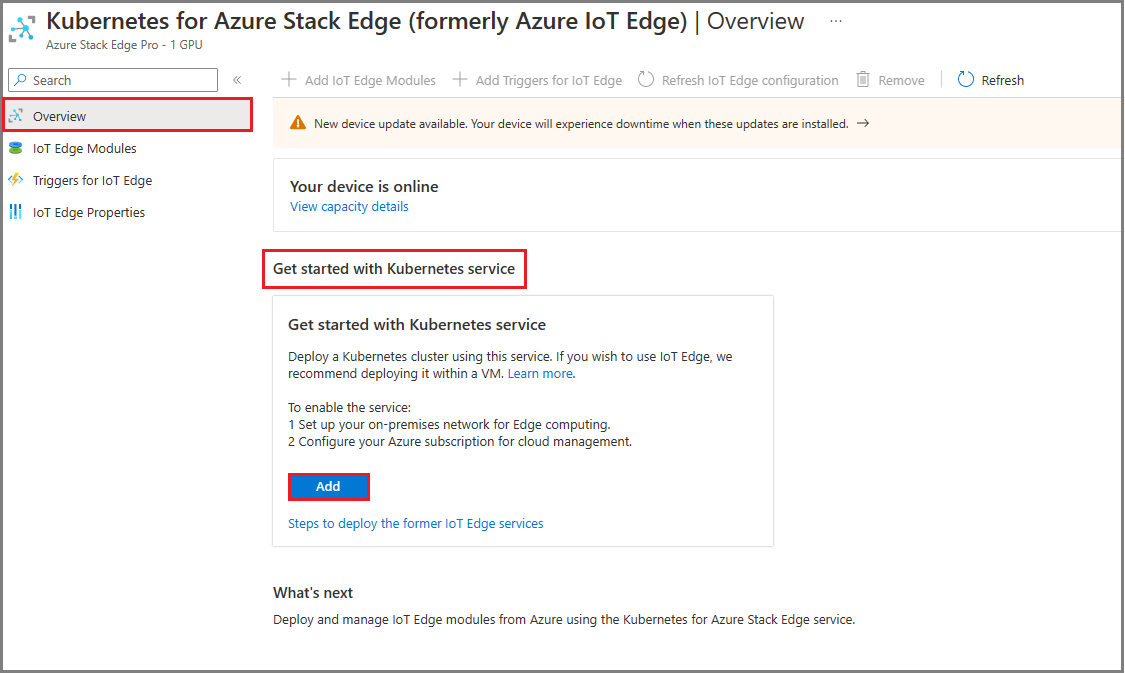 Kubernetes for Azure Stack Edge (formerly Azure IoT Edge) | Overview ...
Azure Stack Edge Pro - 1 GPU
Search «
Add IoT Edge Modules Add Triggers for IoT Edge Refresh IoT Edge configuration Remove Refresh
Overview
IoT Edge Modules
Triggers for IoT Edge
IoT Edge Properties
New device update available. Your device will experience downtime when these updates are installed. →
Your device is online
View capacity details
Get started with Kubernetes service
Get started with Kubernetes service
Deploy a Kubernetes cluster using this service. If you wish to use IoT Edge, we
recommend deploying it within a VM. Learn more.
To enable the service:
1 Set up your on-premises network for Edge computing.
2 Configure your Azure subscription for cloud management.
Add
Steps to deploy the former IoT Edge services
What's next
Deploy and manage IoT Edge modules from Azure using the Kubernetes for Azure Stack Edge service.